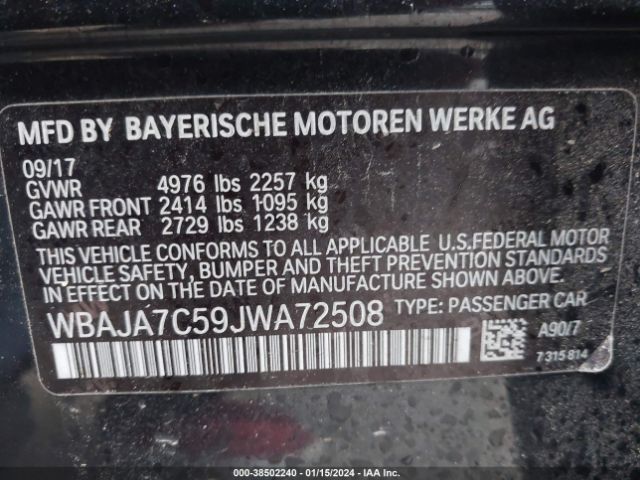 MFD BY BAYERISCHE MOTOREN WERKE AG
09/17
GVWR 4976 lbs 2257 kg
GAWR FRONT 2414 lbs 1095 kg
GAWR REAR 2729 lbs 1238 kg
THIS VEHICLE CONFORMS TO ALL APPLICABLE U.S.FEDERAL MOTOR
VEHICLE SAFETY, BUMPER AND THEFT PREVENTION STANDARDS
IN EFFECT ON THE DATE OF MANUFACTURE SHOWN ABOVE.
WBAJA7C59JWA72508 TYPE: PASSENGER CAR
A90/7
7 315 814
000-38502240 - 01/15/2024 - IAA Inc.